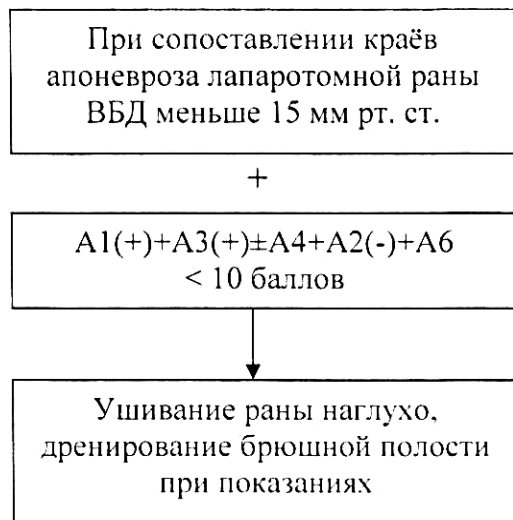 При сопоставлении краёв
апоневроза лапаротомной раны
ВБД меньше 15 мм рт. ст.
+
А1(+)+А3(+)±А4+А2(-)+А6
< 10 баллов
Ушивание раны наглухо,
дренирование брюшной полости
при показаниях